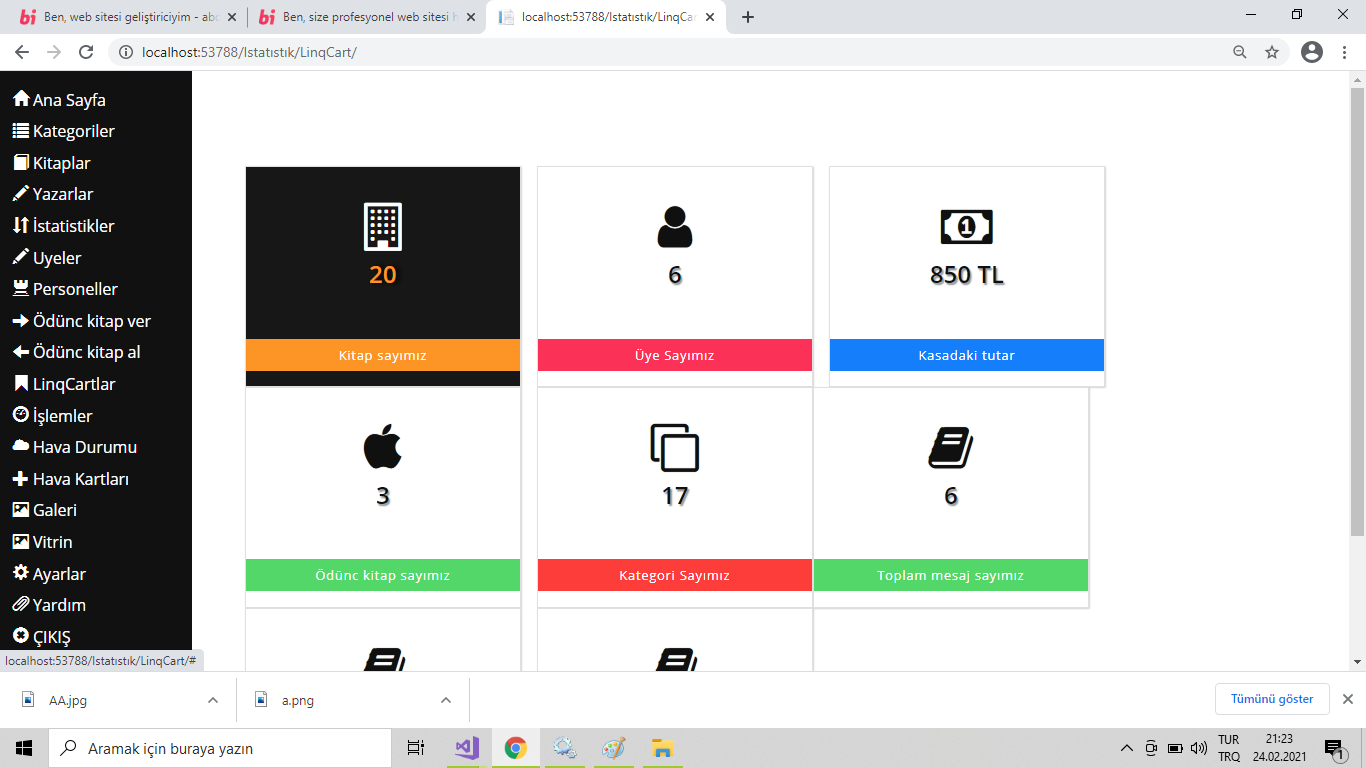 Ben, web sitesi geliştiriciyim - abo
Ben, size profesyonel web sitesi h
localhost:53788/Istatıstık/LinqCar
localhost:53788/Istatıstık/LinqCart/
Ana Sayfa
Kategoriler
Kitaplar
Yazarlar
İstatistikler
Uyeler
Personeller
Ödünc kitap ver
Ödünc kitap al
LinqCartlar
İşlemler
Hava Durumu
Hava Kartları
Galeri
Vitrin
Ayarlar
Yardım
ÇIKIŞ
20
Kitap sayımız
6
Üye Sayımız
850 TL
Kasadaki tutar
3
Ödünc kitap sayımız
17
Kategori Sayımız
6
Toplam mesaj sayımız
localhost:53788/Istatıstık/LinqCart/#
AA.jpg
a.png
Tümünü göster
Aramak için buraya yazın
TUR
TRQ
21:23
24.02.2021
1